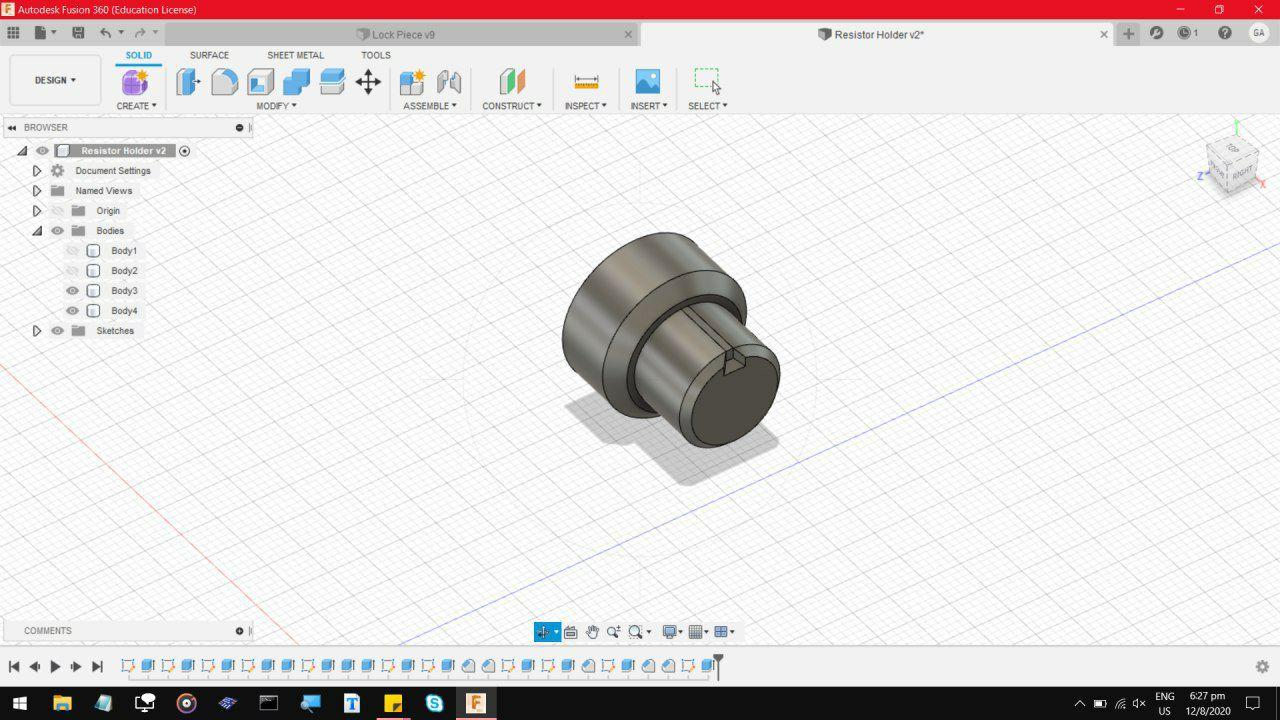 Autodesk Fusion 360 (Education License)
Lock Piece v9
Resistor Holder v2*
1
GA
SOLID
SURFACE
SHEET METAL
TOOLS
DESIGN
CREATE
MODIFY
ASSEMBLE
CONSTRUCT
INSPECT
INSERT
SELECT
BROWSER
Resistor Holder v2
Document Settings
Named Views
Origin
Bodies
Body1
Body2
Body3
Body4
Sketches
Y
TOP
RIGHT
Z
X
COMMENTS
ENG
US
6:27 pm
12/8/2020